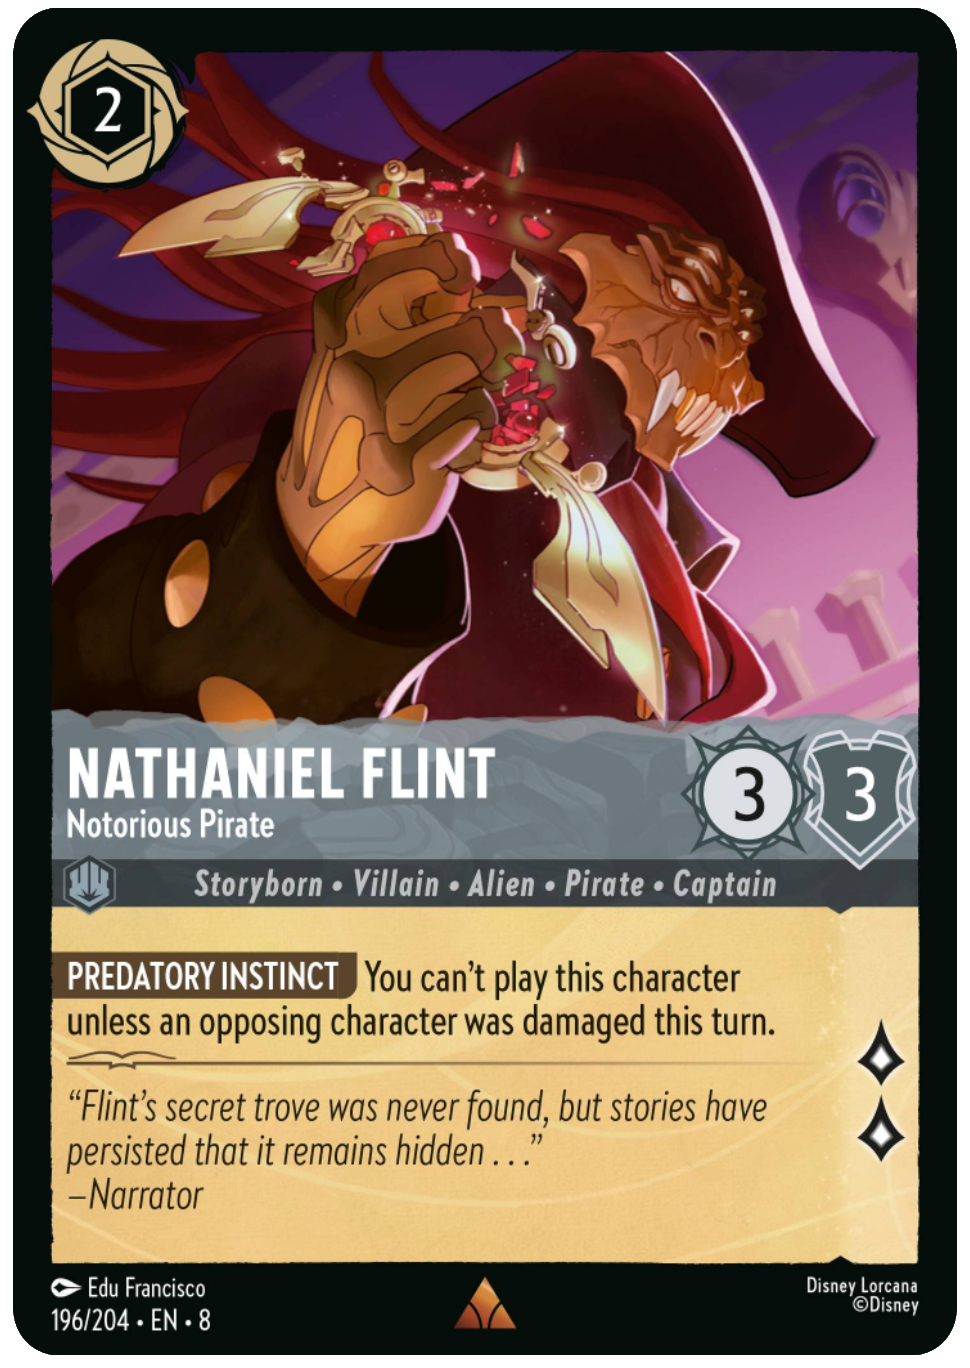 2
NATHANIEL FLINT
Notorious Pirate
3
3
Storyborn • Villain • Alien • Pirate • Captain
PREDATORY INSTINCT You can't play this character
unless an opposing character was damaged this turn.
“Flint's secret trove was never found, but stories have
persisted that it remains hidden . . .”
–Narrator
Edu Francisco
196/204 • EN • 8
Disney Lorcana
©Disney